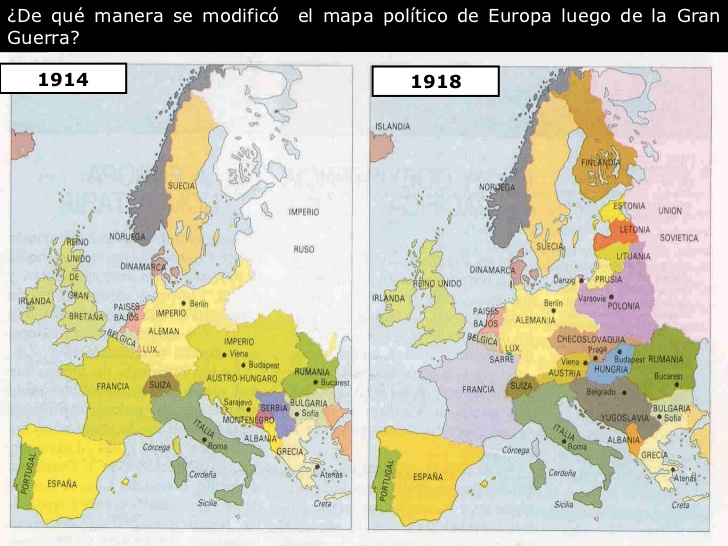 ¿De qué manera se modificó el mapa político de Europa luego de la Gran
Guerra?
1914
SUECIA
NORUEGA
IMPERIO
RUSO
REINO
UNIDO
DE
GRAN
BRETAÑA
IRLANDA
DINAMARCA
PAISES
BAJOS
BELGICA
LUX.
Berlin
IMPERIO
ALEMAN
IMPERIO
Viena
Budapest
AUSTRO-HUNGARO
FRANCIA
SUIZA
RUMANIA
Bucarest
Sarajevo
SERBIA
MONTENEGRO
BULGARIA
Sofia
ITALIA
Roma
ALBANIA
GRECIA
Atenas
Córcega
Cerdeña
Sicilia
Creta
PORTUGAL
ESPAÑA
1918
ISLANDIA
NORUEGA
SUECIA
FINLANDIA
ESTONIA
LETONIA
LITUANIA
UNION
SOVIETICA
DINAMARCA
Danzig
PRUSIA
REINO UNIDO
IRLANDA
PAISES
BAJOS
BELGICA
LUX.
SARRE
Berlin
ALEMANIA
Varsovia
POLONIA
CHECOSLOVAQUIA
Praga
Viena
AUSTRIA
Budapest
HUNGRIA
RUMANIA
Bucarest
FRANCIA
SUIZA
Belgrado
YUGOSLAVIA
BULGARIA
Sofia
ITALIA
Roma
ALBANIA
GRECIA
Atenas
Córcega
Cerdeña
Sicilia
Creta
PORTUGAL
ESPAÑA